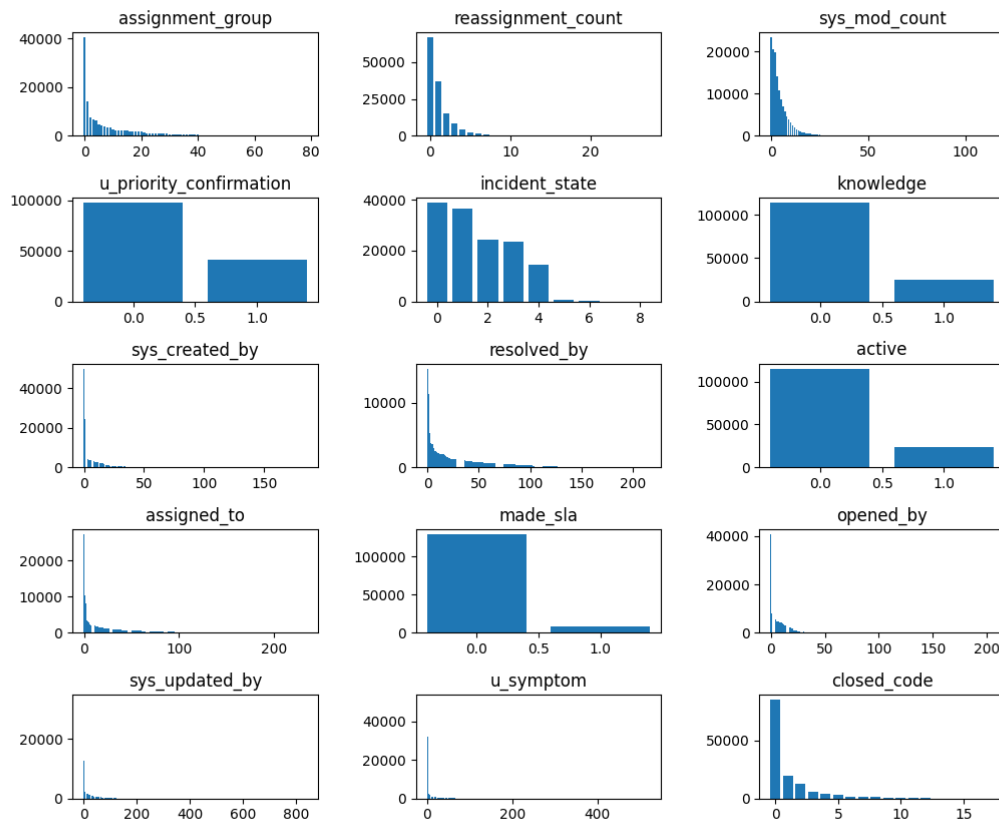 assignment_group
40000
20000
0
0 20 40 60 80
reassignment_count
50000
0
0 10 20
sys_mod_count
20000
10000
0
0 50 100
u_priority_confirmation
100000
50000
0
0.0 0.5 1.0
incident_state
40000
20000
0
0 2 4 6 8
knowledge
100000
50000
0
0.0 0.5 1.0
sys_created_by
40000
20000
0
0 50 100 150
resolved_by
10000
0
0 50 100 150 200
active
100000
50000
0
0.0 0.5 1.0
assigned_to
20000
10000
0
0 100 200
made_sla
100000
50000
0
0.0 0.5 1.0
opened_by
40000
20000
0
0 50 100 150 200
sys_updated_by
20000
0
0 200 400 600 800
u_symptom
40000
20000
0
0 200 400
closed_code
50000
0
0 5 10 15